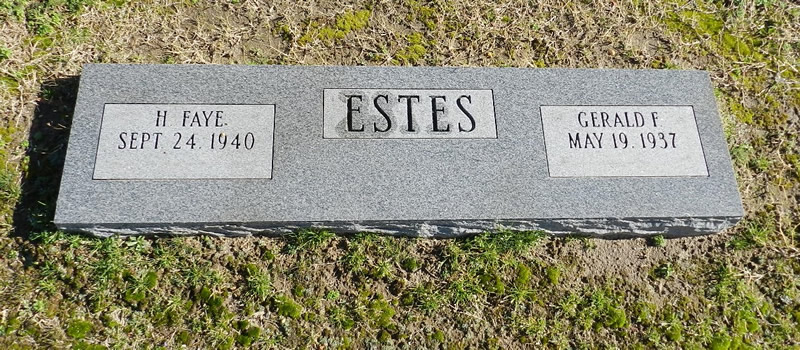 H FAYE.
SEPT. 24. 1940
ESTES
GERALD F.
MAY 19. 1937